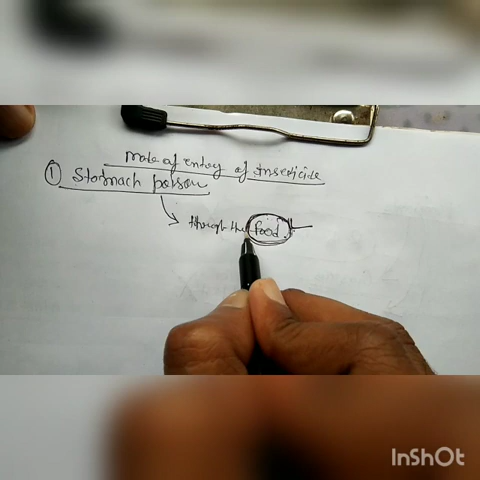 Mode of entry of Insecticide
① Stomach poison
through the food.
InShOt